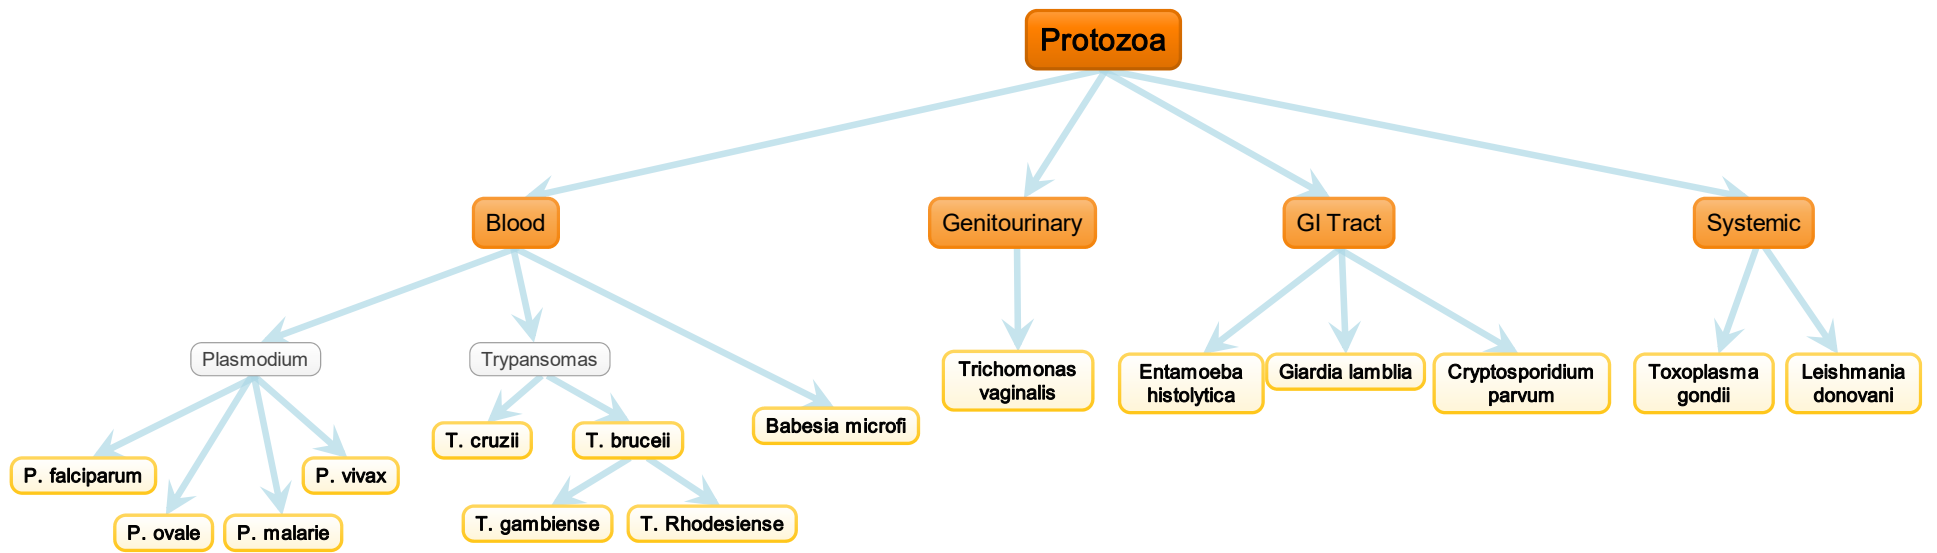 Protozoa
Blood
Genitourinary
GI Tract
Systemic
Plasmodium
Trypansomas
Trichomonas
vaginalis
Entamoeba
histolytica
Giardia lamblia
Cryptosporidium
parvum
Toxoplasma
gondii
Leishmania
donovani
Babesia microfi
T. cruzii
T. bruceii
P. falciparum
P. vivax
P. ovale
P. malarie
T. gambiense
T. Rhodesiense